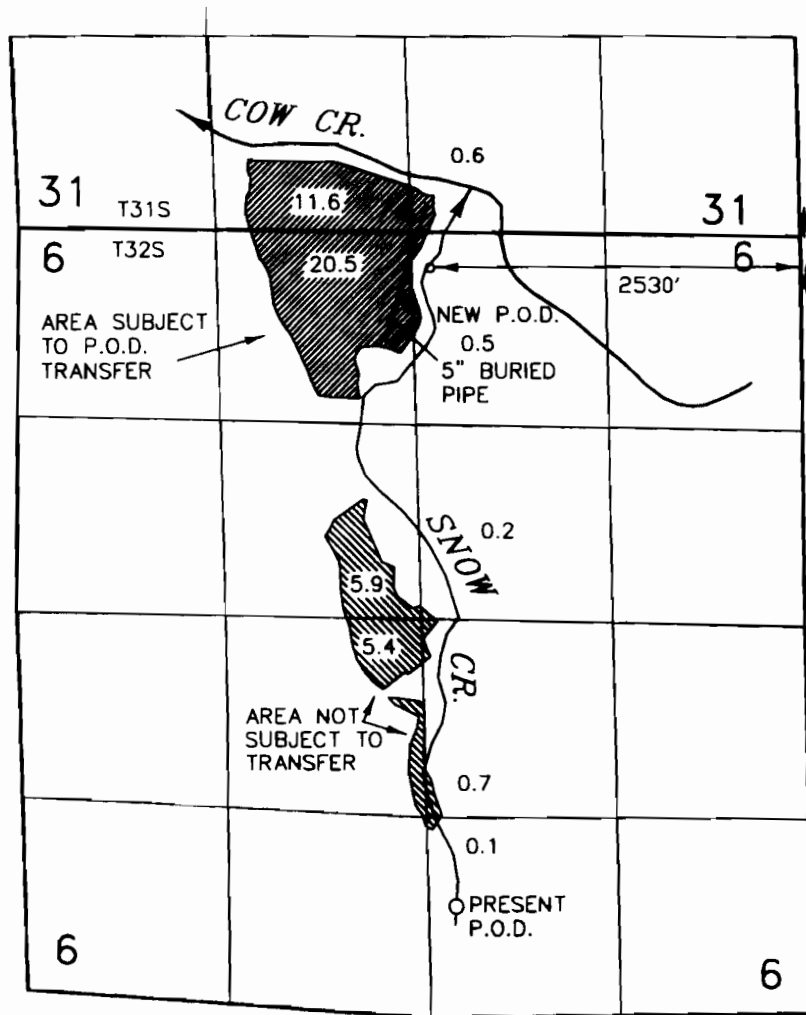 COW CR.
0.6
31
T31S
11.6
31
6
T32S
20.5
6
2530'
AREA SUBJECT
TO P.O.D.
TRANSFER
NEW P.O.D.
0.5
5" BURIED
PIPE
SNOW
CR.
0.2
5.9
5.4
AREA NOT
SUBJECT TO
TRANSFER
0.7
0.1
PRESENT
P.O.D.
6
6